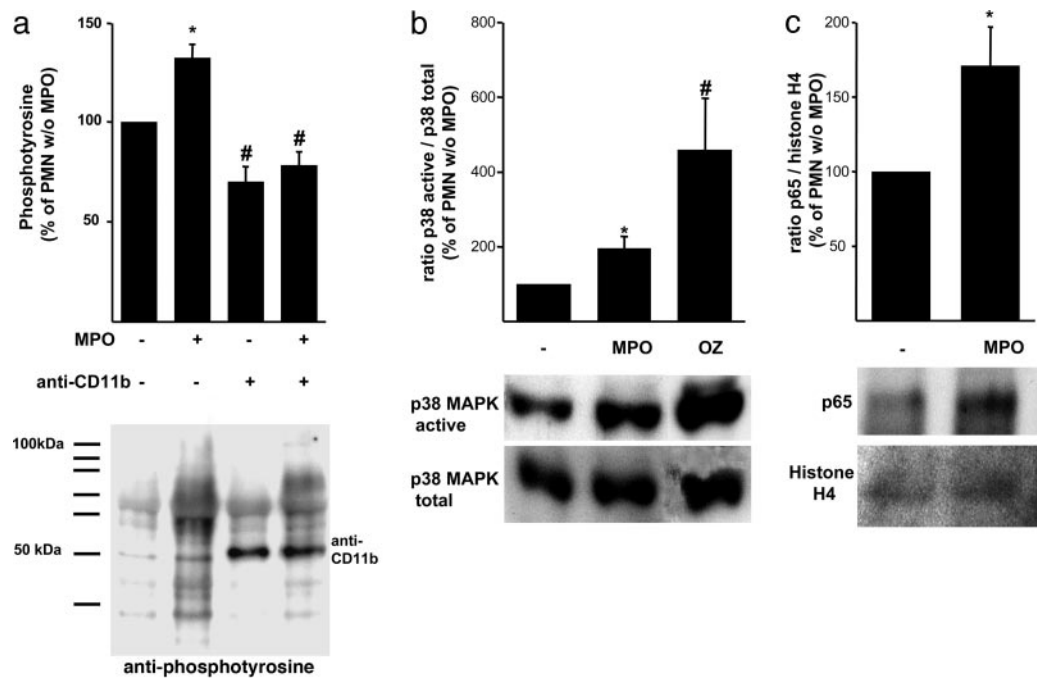 a
Phosphotyrosine
(% of PMN w/o MPO)
150
100
50
*
#
#
MPO - + - +
anti-CD11b - - + +
100kDa
50 kDa
anti-
CD11b
anti-phosphotyrosine
b
ratio p38 active / p38 total
(% of PMN w/o MPO)
800
600
400
200
*
#
- MPO OZ
p38 MAPK
active
p38 MAPK
total
c
ratio p65 / histone H4
(% of PMN w/o MPO)
200
150
100
50
*
- MPO
p65
Histone
H4